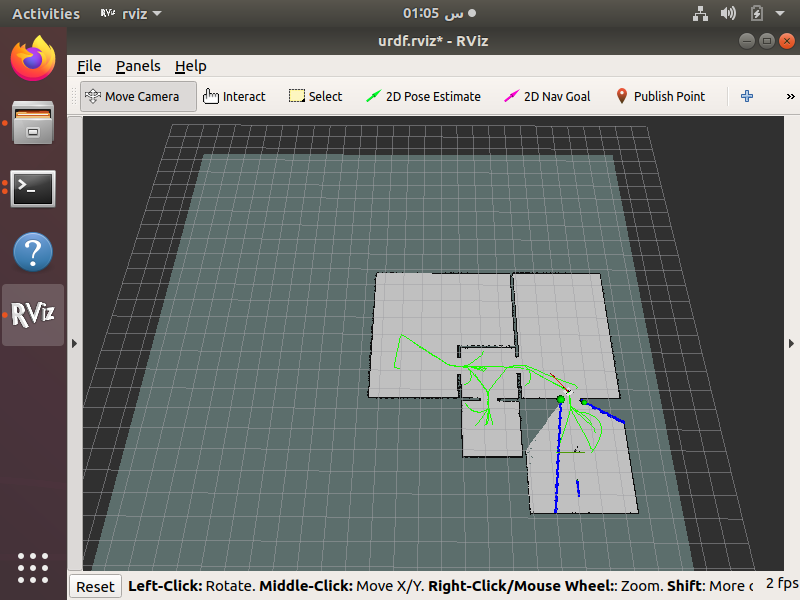 Activities
RViz
rviz
01:05 س
urdf.rviz* - RViz
File Panels Help
Move Camera Interact Select 2D Pose Estimate 2D Nav Goal Publish Point »
>_
?
RViz
Reset Left-Click: Rotate. Middle-Click: Move X/Y. Right-Click/Mouse Wheel:: Zoom. Shift: More o 2 fps